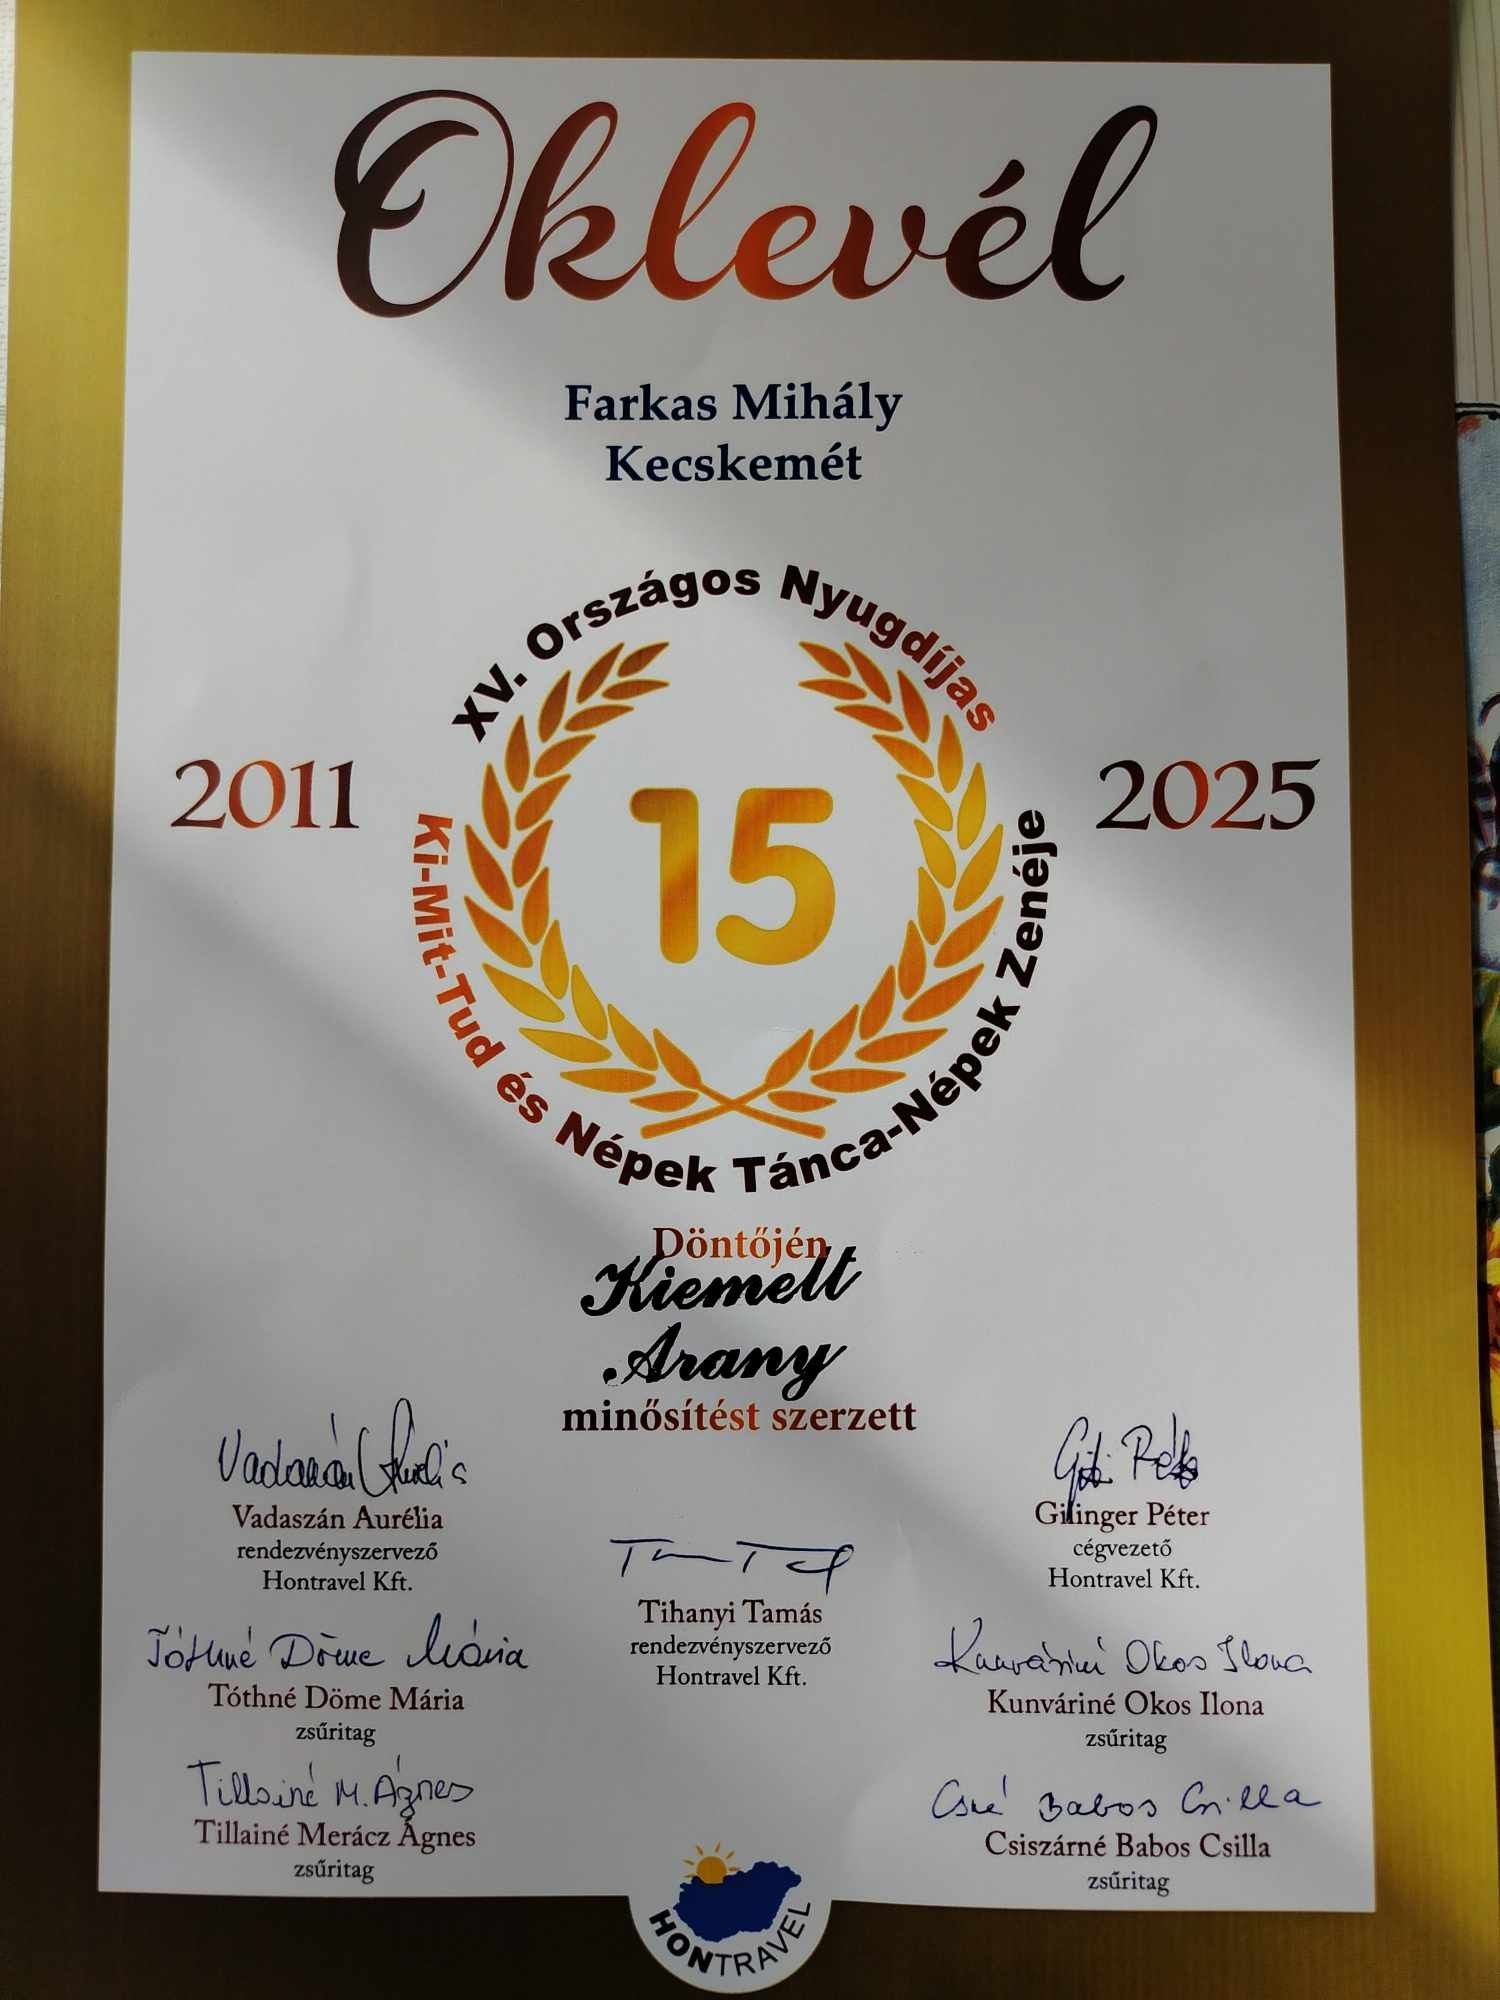 Oklevél
Farkas Mihály
Kecskemét
XV. Országos Nyugdíjas
Ki-Mit-Tud és Népek Tánca-Népek Zenéje
2011
15
2025
Döntőjén
Kiemelt
Arany
minősítést szerzett
Vadaszán Aurélia
rendezvényszervező
Hontravel Kft.
Gilinger Péter
cégvezető
Hontravel Kft.
Tihanyi Tamás
rendezvényszervező
Hontravel Kft.
Tóthné Döme Mária
Tóthné Döme Mária
zsűritag
Kunváriné Okos Ilona
Kunváriné Okos Ilona
zsűritag
Tillainé M. Ágnes
Tillainé Merácz Ágnes
zsűritag
Csné Babos Csilla
Csiszárné Babos Csilla
zsűritag
HONTRAVEL